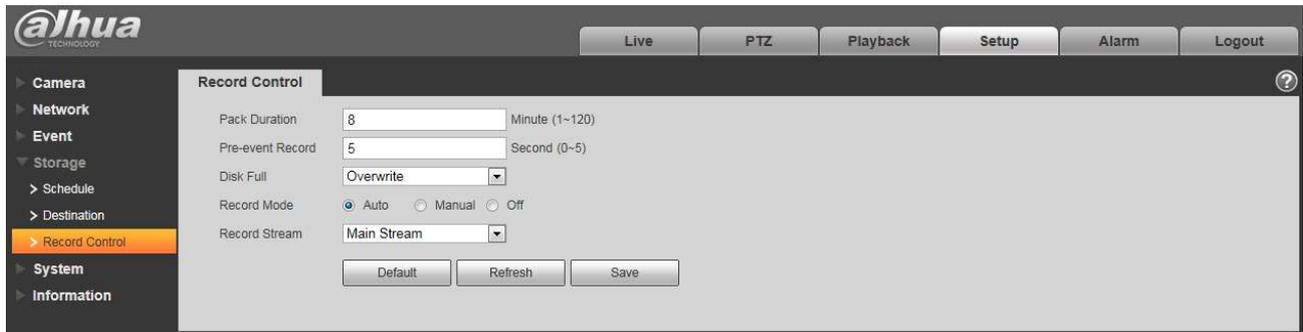 alhua
TECHNOLOGY
Live PTZ Playback Setup Alarm Logout
Camera
Network
Event
Storage
> Schedule
> Destination
> Record Control
System
Information
Record Control
?
Pack Duration 8 Minute (1~120)
Pre-event Record 5 Second (0~5)
Disk Full Overwrite
Record Mode Auto Manual Off
Record Stream Main Stream
Default Refresh Save